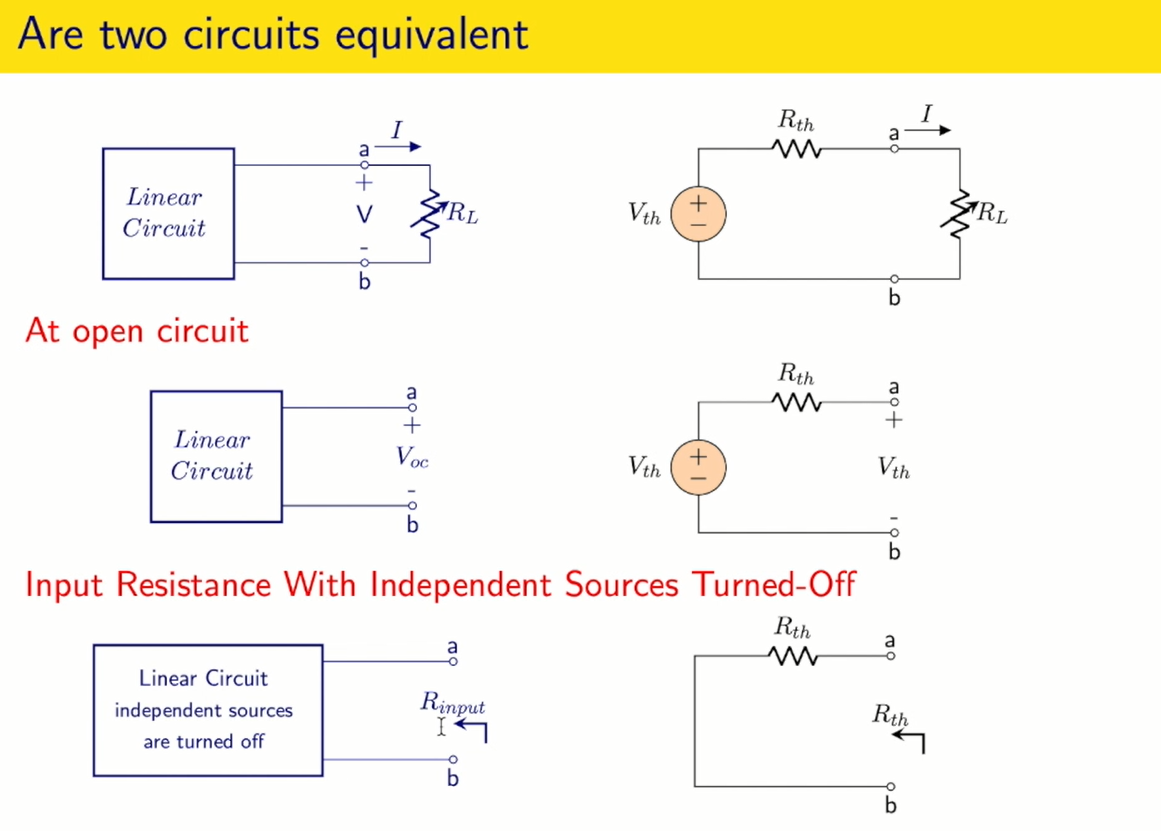 Are two circuits equivalent
Linear
Circuit
a
I
+
V
-
b
R_L
V_th
+
−
R_th
a
I
R_L
b
At open circuit
Linear
Circuit
a
+
V_oc
-
b
V_th
+
−
R_th
a
+
V_th
-
b
Input Resistance With Independent Sources Turned-Off
Linear Circuit
independent sources
are turned off
a
R_input
b
R_th
a
R_th
b